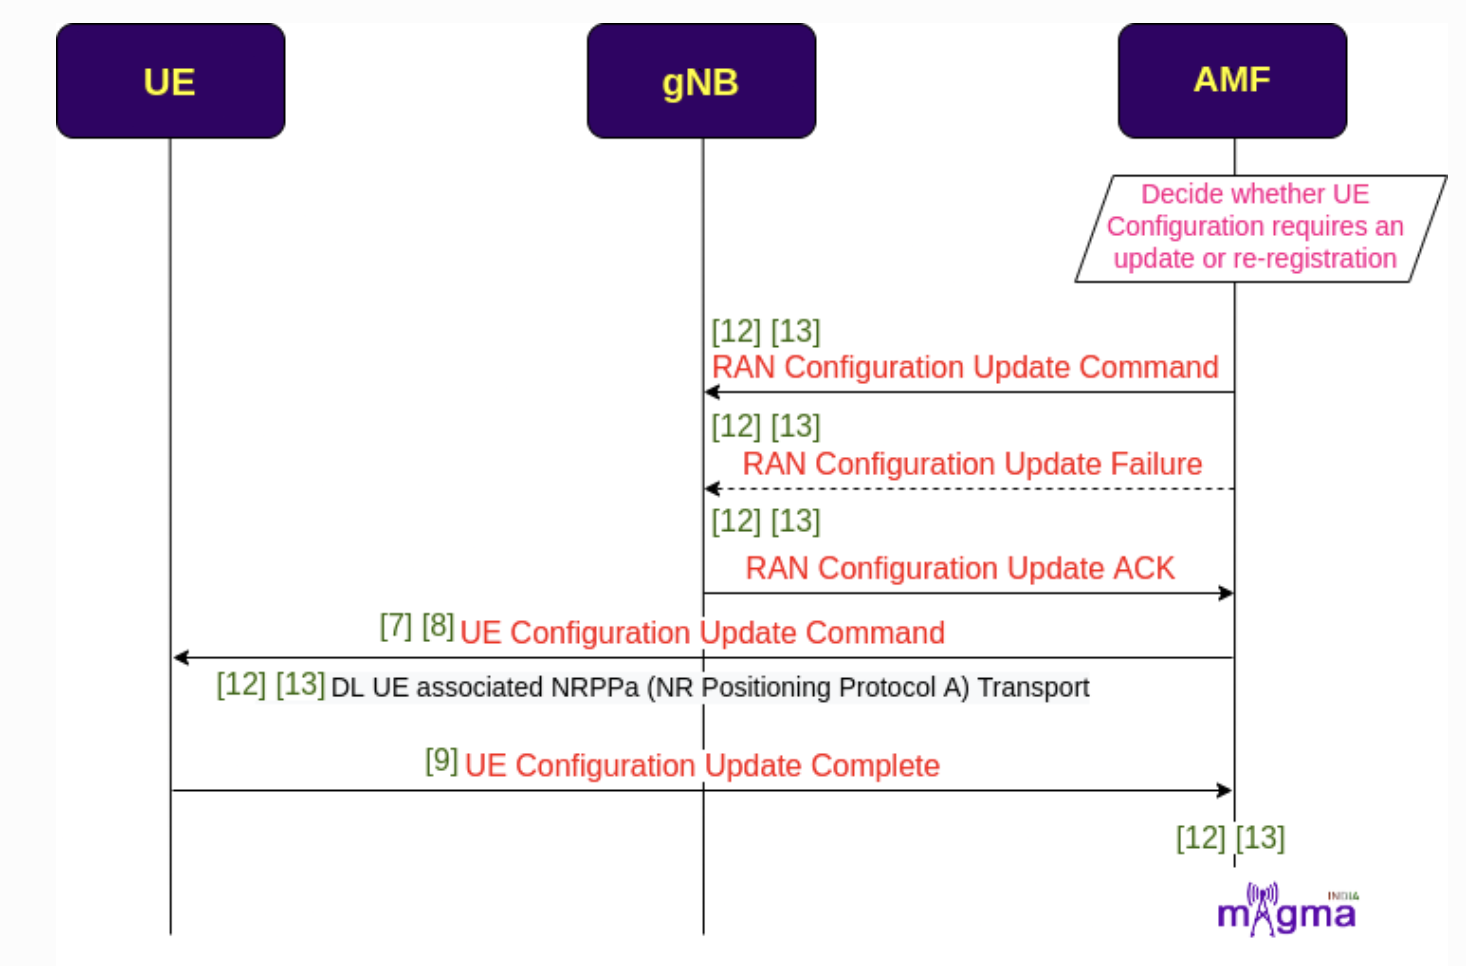 UE
gNB
AMF
Decide whether UE
Configuration requires an
update or re-registration
[12] [13]
RAN Configuration Update Command
[12] [13]
RAN Configuration Update Failure
[12] [13]
RAN Configuration Update ACK
[7] [8] UE Configuration Update Command
[12] [13] DL UE associated NRPPa (NR Positioning Protocol A) Transport
[9] UE Configuration Update Complete
[12] [13]
INDIA
magma